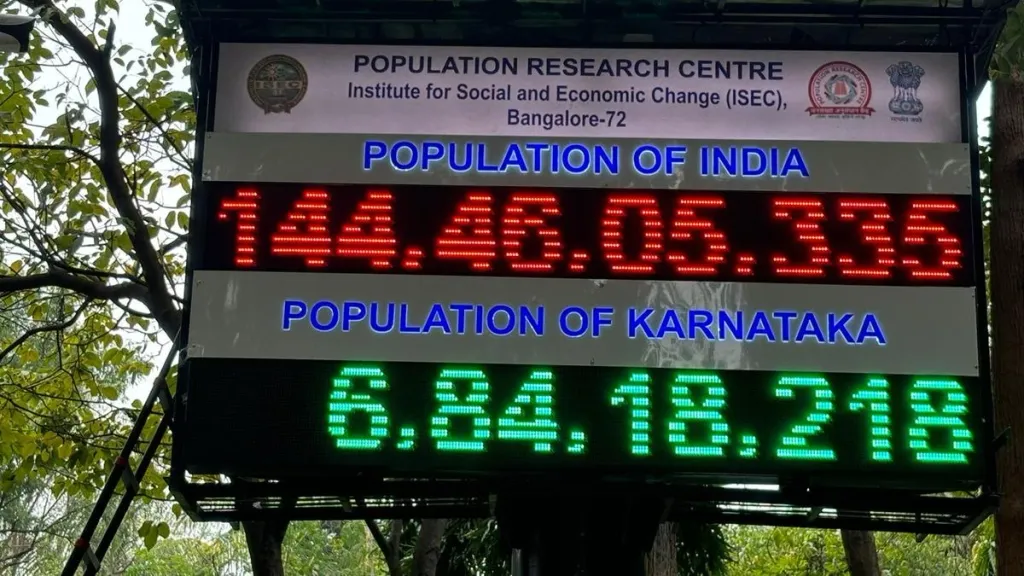 POPULATION RESEARCH CENTRE
Institute for Social and Economic Change (ISEC),
Bangalore-72
ISEC
POPULATION OF INDIA
144,46,05,335
POPULATION OF KARNATAKA
6,84,18,218